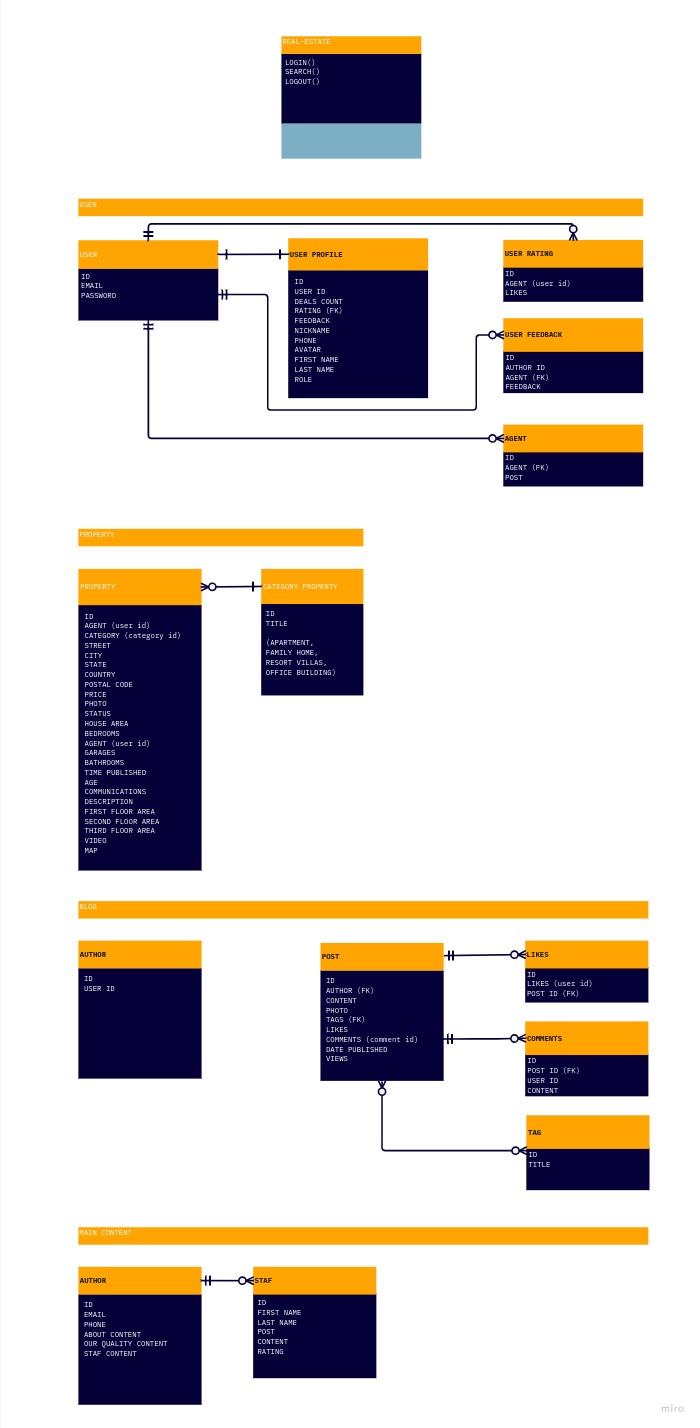 REAL-ESTATE
LOGIN()
SEARCH()
LOGOUT()
USER
USER
ID
EMAIL
PASSWORD
USER PROFILE
ID
USER ID
DEALS COUNT
RATING (FK)
FEEDBACK
NICKNAME
PHONE
AVATAR
FIRST NAME
LAST NAME
ROLE
USER RATING
ID
AGENT (user id)
LIKES
USER FEEDBACK
ID
AUTHOR ID
AGENT (FK)
FEEDBACK
AGENT
ID
AGENT (FK)
POST
PROPERTY
PROPERTY
ID
AGENT (user id)
CATEGORY (category id)
STREET
CITY
STATE
COUNTRY
POSTAL CODE
PRICE
PHOTO
STATUS
HOUSE AREA
BEDROOMS
AGENT (user id)
GARAGES
BATHROOMS
TIME PUBLISHED
AGE
COMMUNICATIONS
DESCRIPTION
FIRST FLOOR AREA
SECOND FLOOR AREA
THIRD FLOOR AREA
VIDEO
MAP
CATEGORY PROPERTY
ID
TITLE
(APARTMENT,
FAMILY HOME,
RESORT VILLAS,
OFFICE BUILDING)
BLOG
AUTHOR
ID
USER ID
POST
ID
AUTHOR (FK)
CONTENT
PHOTO
TAGS (FK)
LIKES
COMMENTS (comment id)
DATE PUBLISHED
VIEWS
LIKES
ID
LIKES (user id)
POST ID (FK)
COMMENTS
ID
POST ID (FK)
USER ID
CONTENT
TAG
ID
TITLE
MAIN CONTENT
AUTHOR
ID
EMAIL
PHONE
ABOUT CONTENT
OUR QUALITY CONTENT
STAF CONTENT
STAF
ID
FIRST NAME
LAST NAME
POST
CONTENT
RATING
miro